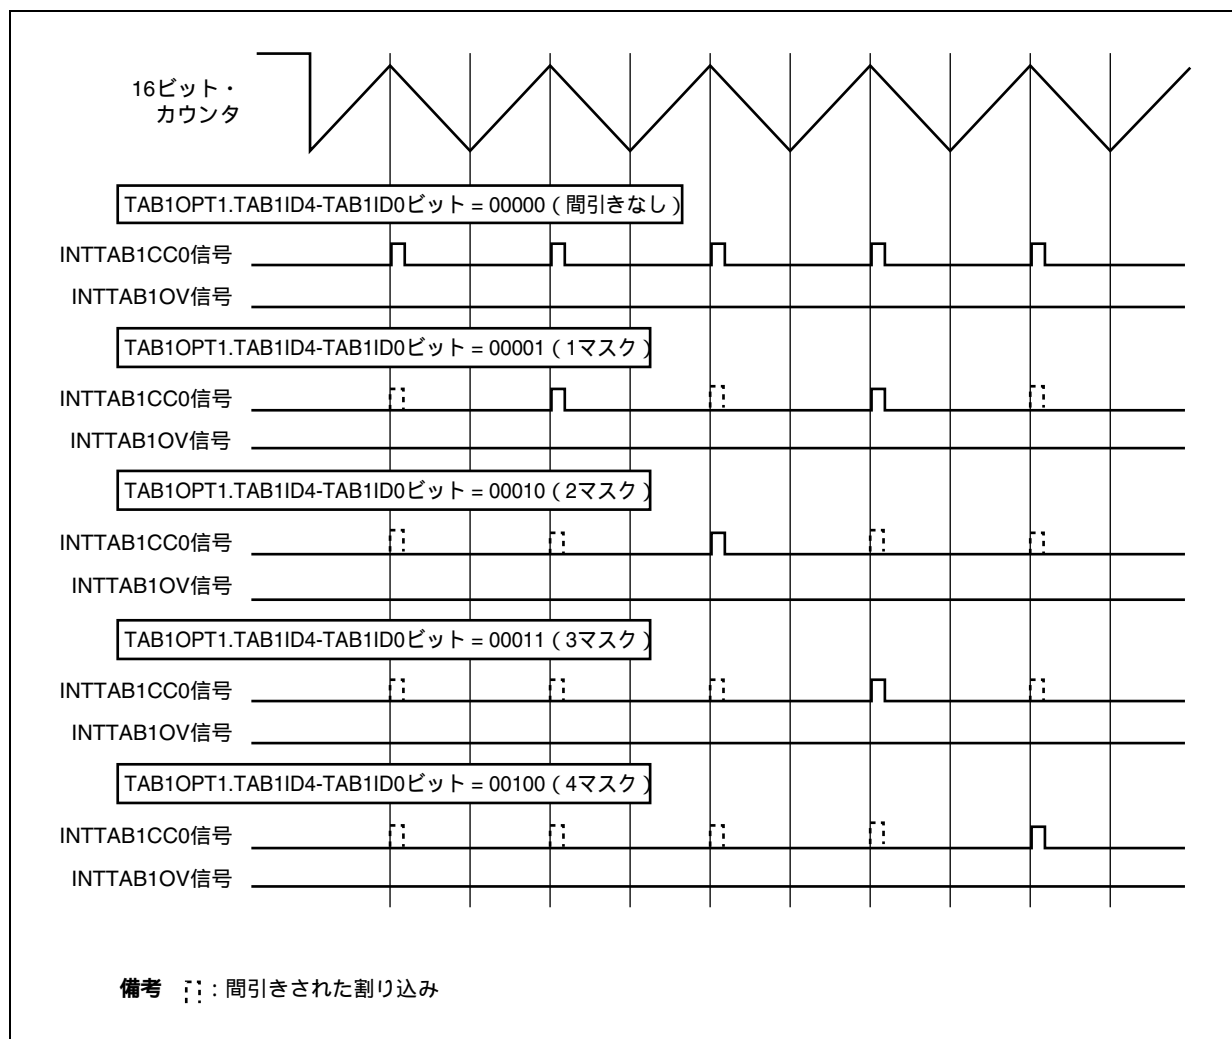 16ビット・
カウンタ
TAB1OPT1.TAB1ID4-TAB1ID0ビット = 00000（間引きなし）
INTTAB1CC0信号
INTTAB1OV信号
TAB1OPT1.TAB1ID4-TAB1ID0ビット = 00001（1マスク）
INTTAB1CC0信号
INTTAB1OV信号
TAB1OPT1.TAB1ID4-TAB1ID0ビット = 00010（2マスク）
INTTAB1CC0信号
INTTAB1OV信号
TAB1OPT1.TAB1ID4-TAB1ID0ビット = 00011（3マスク）
INTTAB1CC0信号
INTTAB1OV信号
TAB1OPT1.TAB1ID4-TAB1ID0ビット = 00100（4マスク）
INTTAB1CC0信号
INTTAB1OV信号
備考 ：間引きされた割り込み